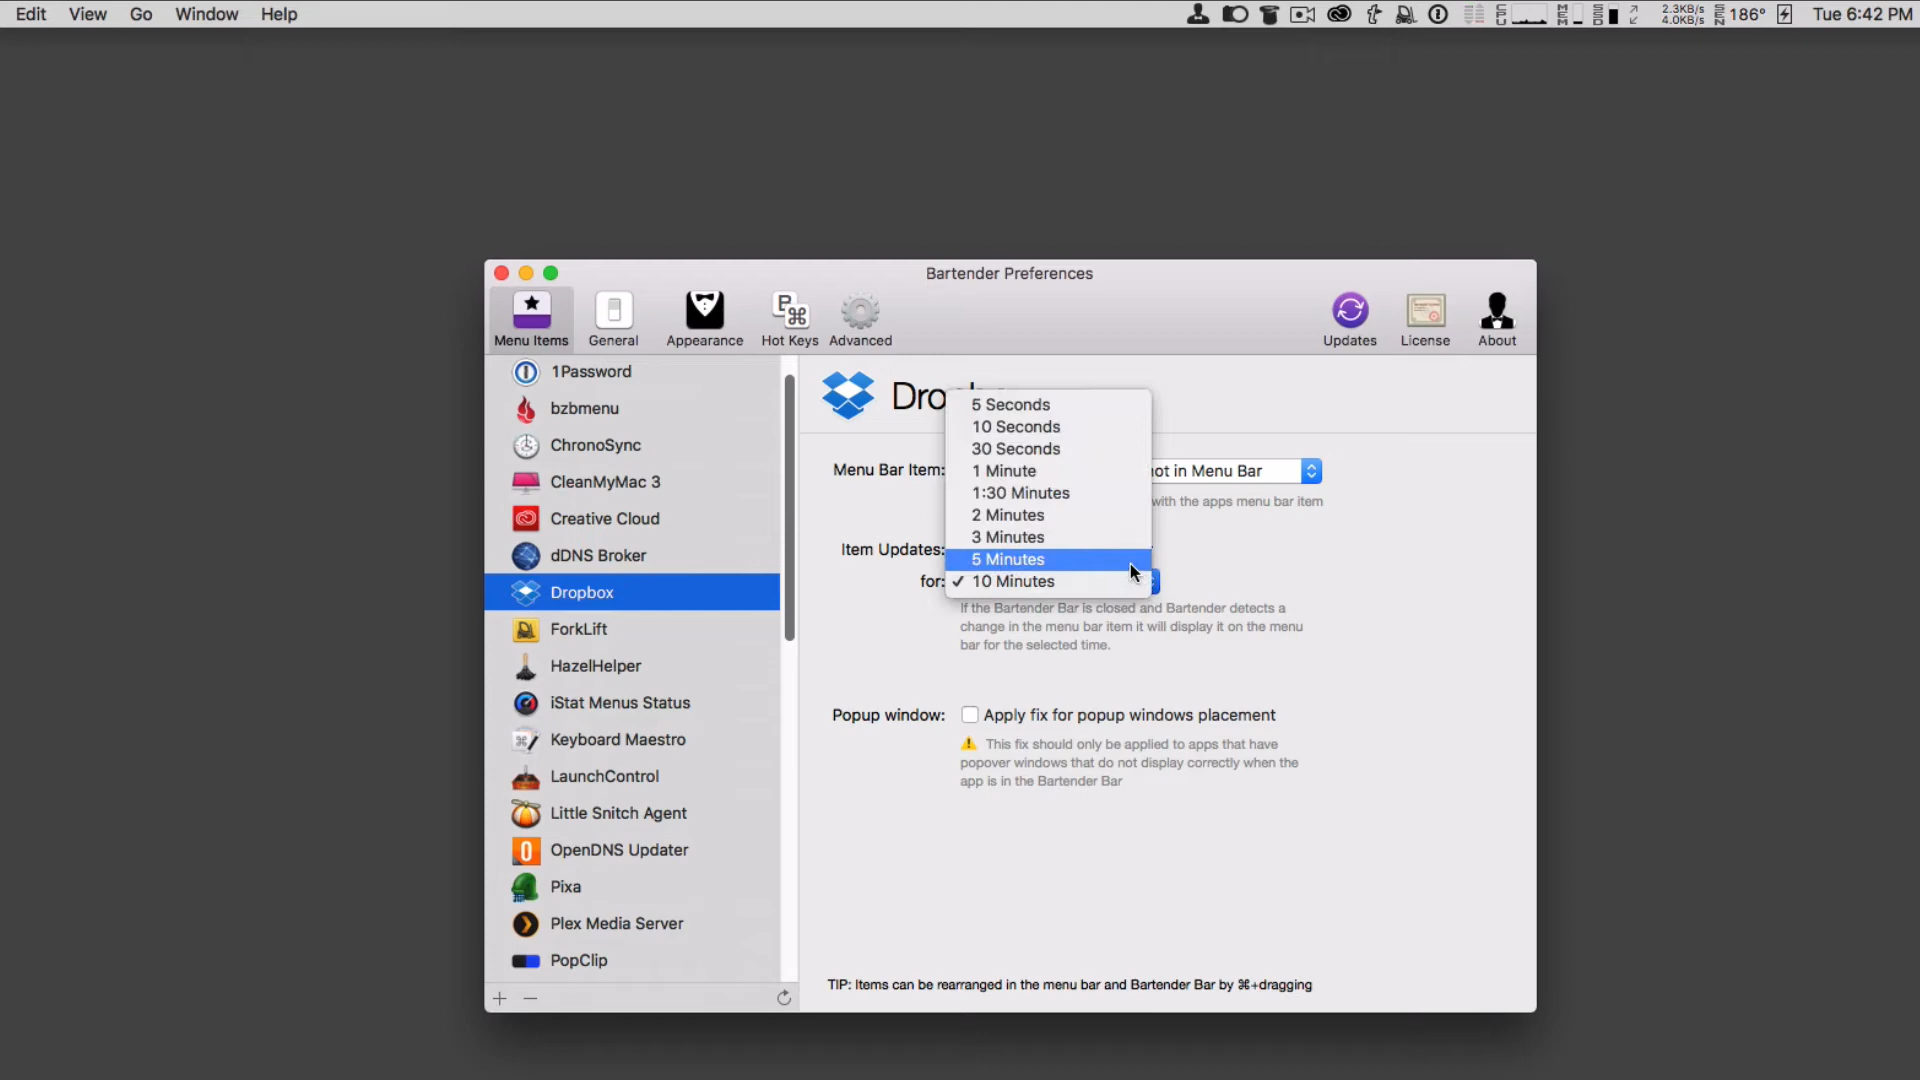 Edit View Go Window Help
2.3KB/s
4.0KB/s
186° Tue 6:42 PM
Bartender Preferences
Menu Items General Appearance Hot Keys Advanced Updates License About
1Password
bzbmenu
ChronoSync
CleanMyMac 3
Creative Cloud
dDNS Broker
Dropbox
ForkLift
HazelHelper
iStat Menus Status
Keyboard Maestro
LaunchControl
Little Snitch Agent
OpenDNS Updater
Pixa
Plex Media Server
PopClip
Dro
5 Seconds
10 Seconds
30 Seconds
1 Minute
1:30 Minutes
2 Minutes
3 Minutes
5 Minutes
✓ 10 Minutes
Menu Bar Item: not in Menu Bar
with the apps menu bar item
Item Updates:
for:
If the Bartender Bar is closed and Bartender detects a
change in the menu bar item it will display it on the menu
bar for the selected time.
Popup window: Apply fix for popup windows placement
This fix should only be applied to apps that have
popover windows that do not display correctly when the
app is in the Bartender Bar
TIP: Items can be rearranged in the menu bar and Bartender Bar by ⌘+dragging